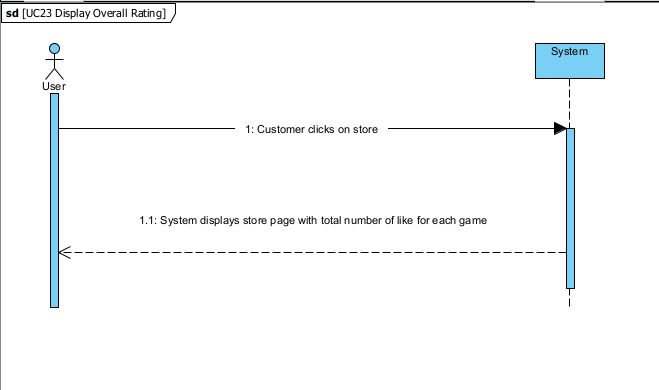 sd [UC23 Display Overall Rating]
User
System
1: Customer clicks on store
1.1: System displays store page with total number of like for each game